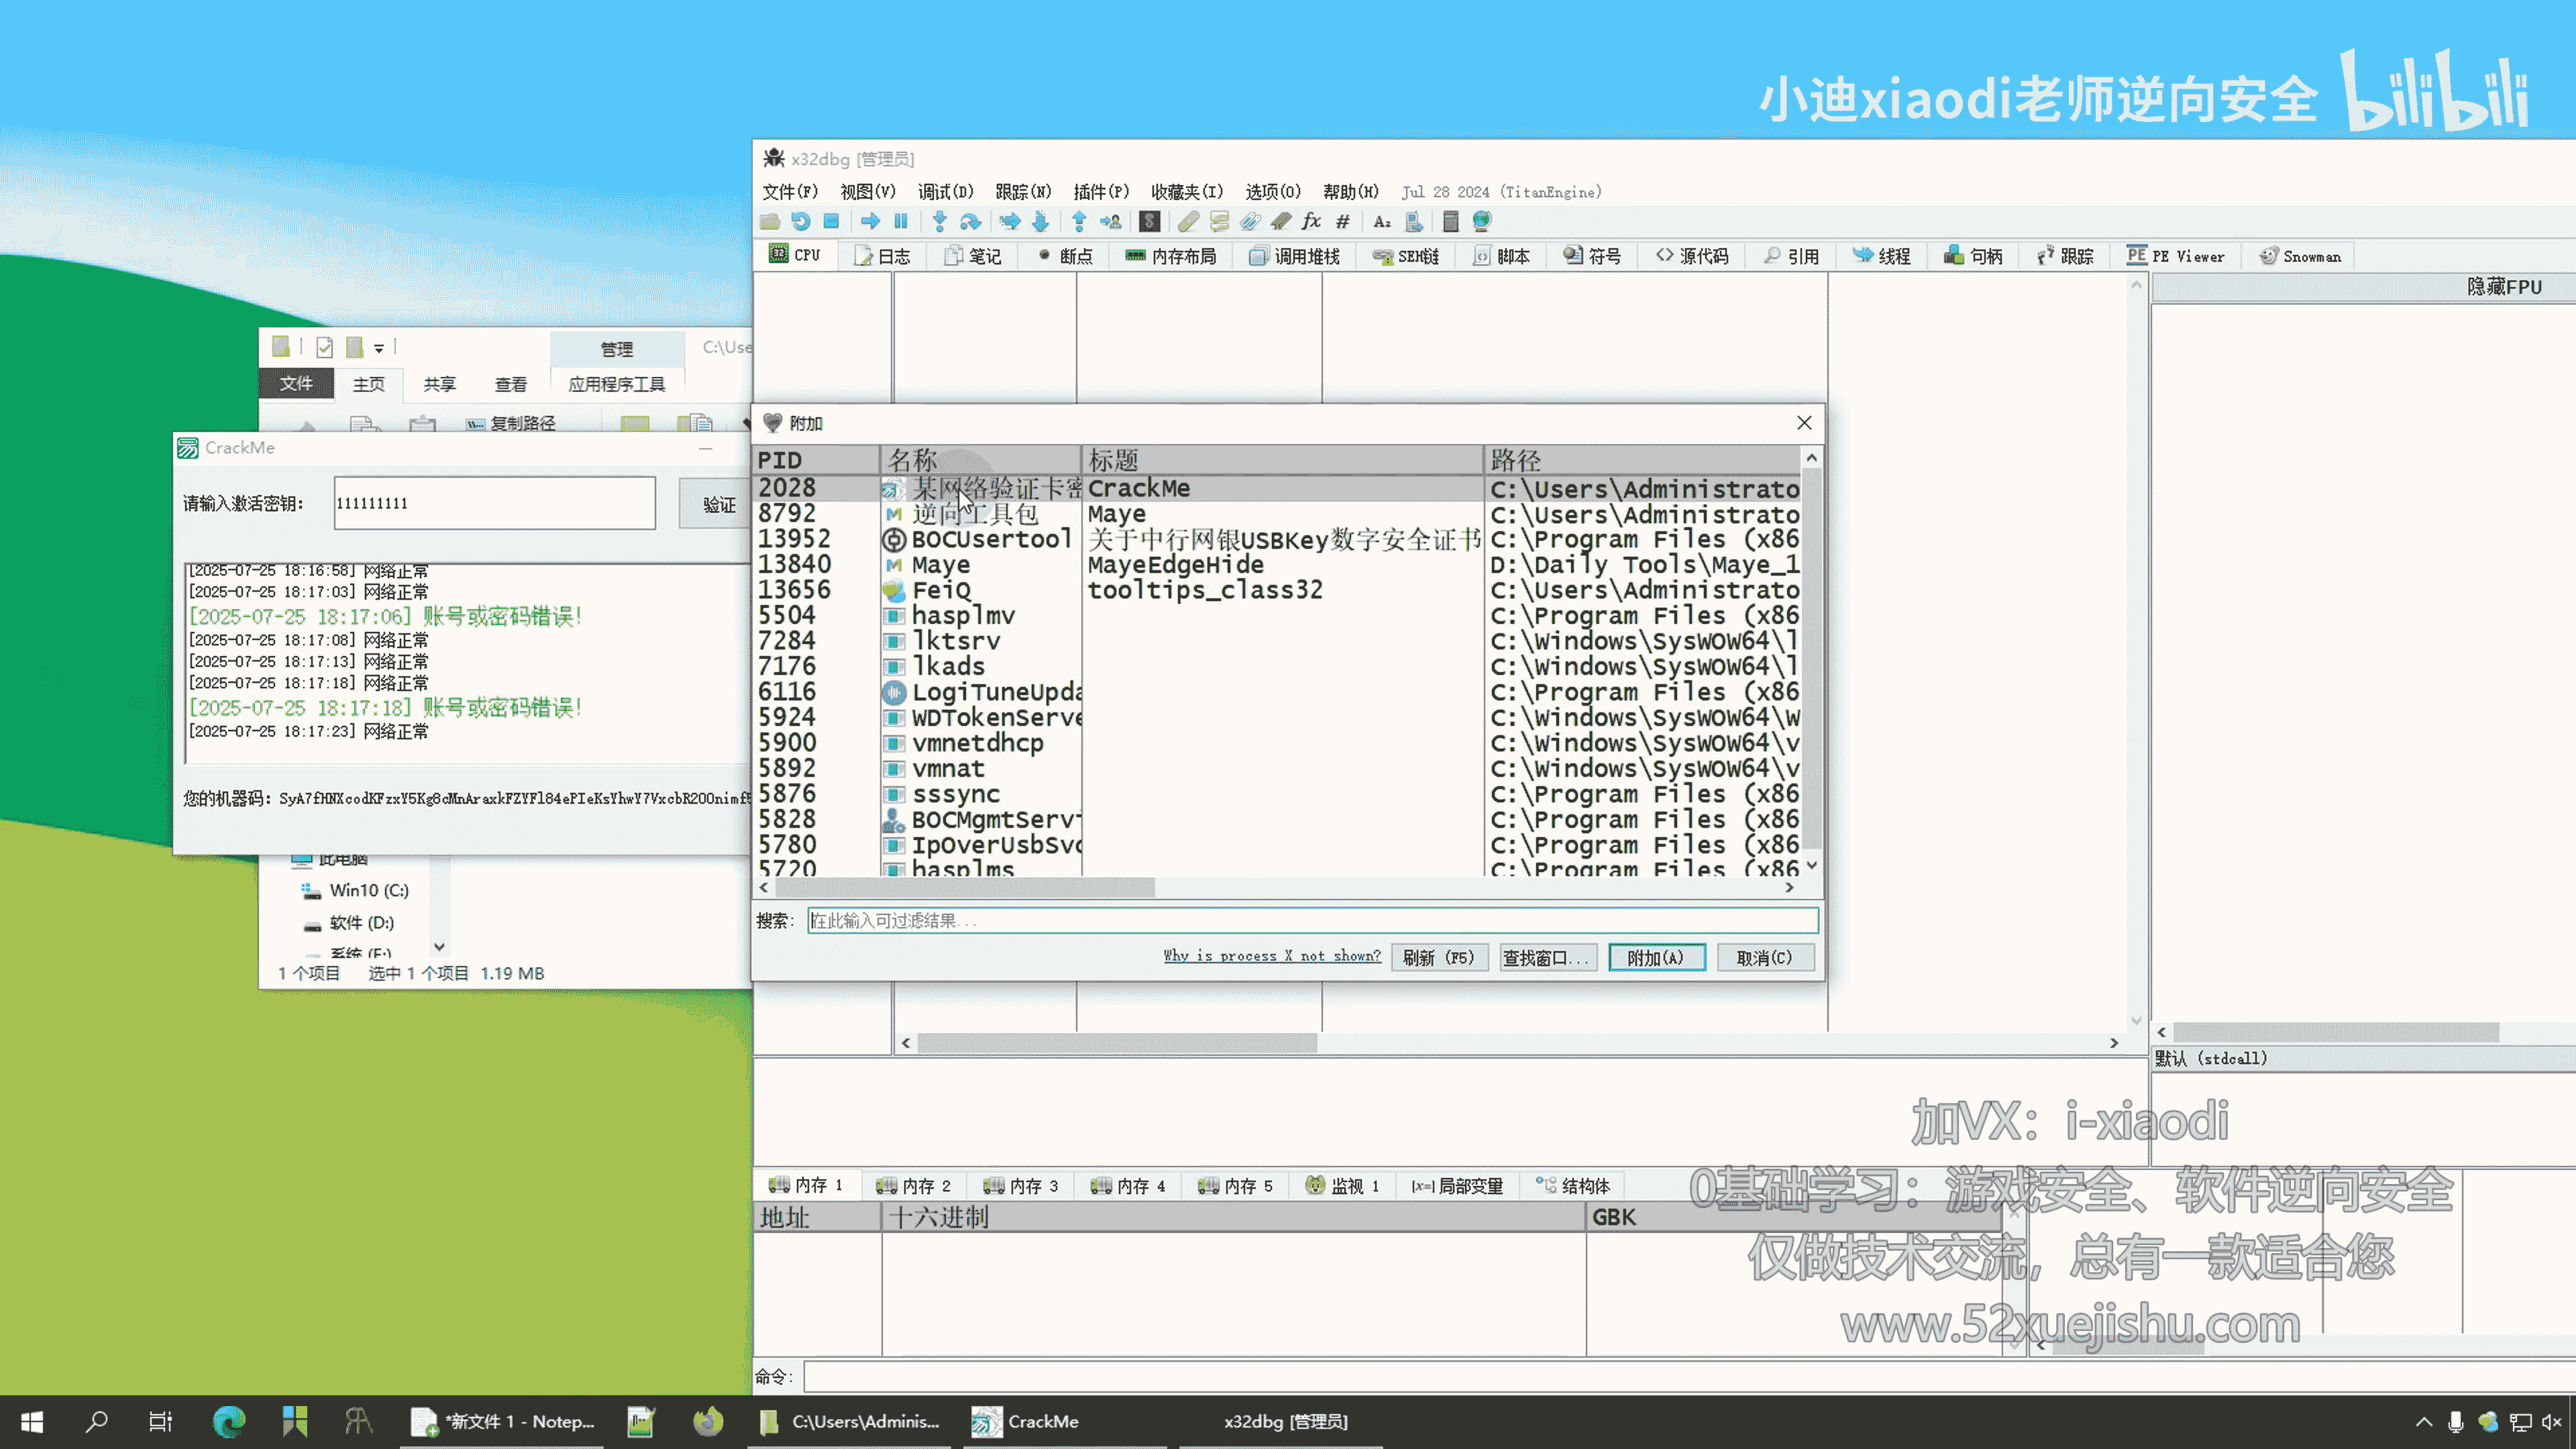 小迪xiaodi老师逆向安全 bilibili
x32dbg [管理员]
文件(F) 视图(V) 调试(D) 跟踪(N) 插件(P) 收藏夹(I) 选项(O) 帮助(H) Jul 28 2024 (TitanEngine)
CPU 日志 笔记 断点 内存布局 调用堆栈 SEH链 脚本 符号 源代码 引用 线程 句柄 跟踪 PE Viewer Snowman
隐藏FPU
管理 C:\Use
文件 主页 共享 查看 应用程序工具
复制路径
CrackMe
请输入激活密钥: 111111111 验证
[2025-07-25 18:16:58] 网络正常
[2025-07-25 18:17:03] 网络正常
[2025-07-25 18:17:06] 账号或密码错误!
[2025-07-25 18:17:08] 网络正常
[2025-07-25 18:17:13] 网络正常
[2025-07-25 18:17:18] 网络正常
[2025-07-25 18:17:18] 账号或密码错误!
[2025-07-25 18:17:23] 网络正常
您的机器码:
此电脑
Win10 (C:)
软件 (D:)
系统 (E:)
1 个项目 选中 1 个项目 1.19 MB
附加
PID 名称 标题 路径
2028 某网络验证卡密 CrackMe C:\Users\Administrato
8792 逆向工具包 Maye C:\Users\Administrato
13952 BOCUsertool 关于中行网银USBKey数字安全证书 C:\Program Files (x86
13840 Maye MayeEdgeHide D:\Daily Tools\Maye_1
13656 FeiQ tooltips_class32 C:\Users\Administrato
5504 hasplmv C:\Program Files (x86
7284 lktsrv C:\Windows\SysWOW64\l
7176 lkads C:\Windows\SysWOW64\l
6116 LogiTuneUpda C:\Program Files (x86
5924 WDTokenServe C:\Windows\SysWOW64\W
5900 vmnetdhcp C:\Windows\SysWOW64\v
5892 vmnat C:\Windows\SysWOW64\v
5876 sssync C:\Program Files (x86
5828 BOCMgmtServi C:\Program Files (x86
5780 IpOverUsbSvc C:\Program Files (x86
5720 hasplms C:\Program Files (x86
搜索: 在此输入可过滤结果...
Why is process X not shown? 刷新 (F5) 查找窗口... 附加(A) 取消(C)
默认 (stdcall)
加VX: i-xiaodi
0基础学习: 游戏安全、软件逆向安全
仅做技术交流, 总有一款适合您
www.52xuejishu.com
内存 1 内存 2 内存 3 内存 4 内存 5 监视 1 局部变量 结构体
地址 十六进制 GBK
命令:
*新文件 1 - Notep... C:\Users\Adminis... CrackMe x32dbg [管理员]